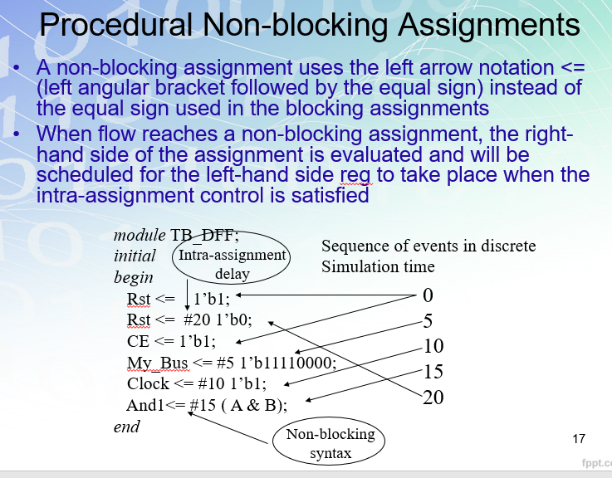 Procedural Non-blocking Assignments
• A non-blocking assignment uses the left arrow notation <=
(left angular bracket followed by the equal sign) instead of
the equal sign used in the blocking assignments
• When flow reaches a non-blocking assignment, the right-
hand side of the assignment is evaluated and will be
scheduled for the left-hand side reg to take place when the
intra-assignment control is satisfied
module TB_DFF;
initial
begin
Intra-assignment
delay
Sequence of events in discrete
Simulation time
Rst <= 1’b1;
Rst <= #20 1’b0;
CE <= 1’b1;
My_Bus <= #5 1’b11110000;
Clock <= #10 1’b1;
And1<= #15 ( A & B);
end
0
5
10
15
20
Non-blocking
syntax
17
fppt.c